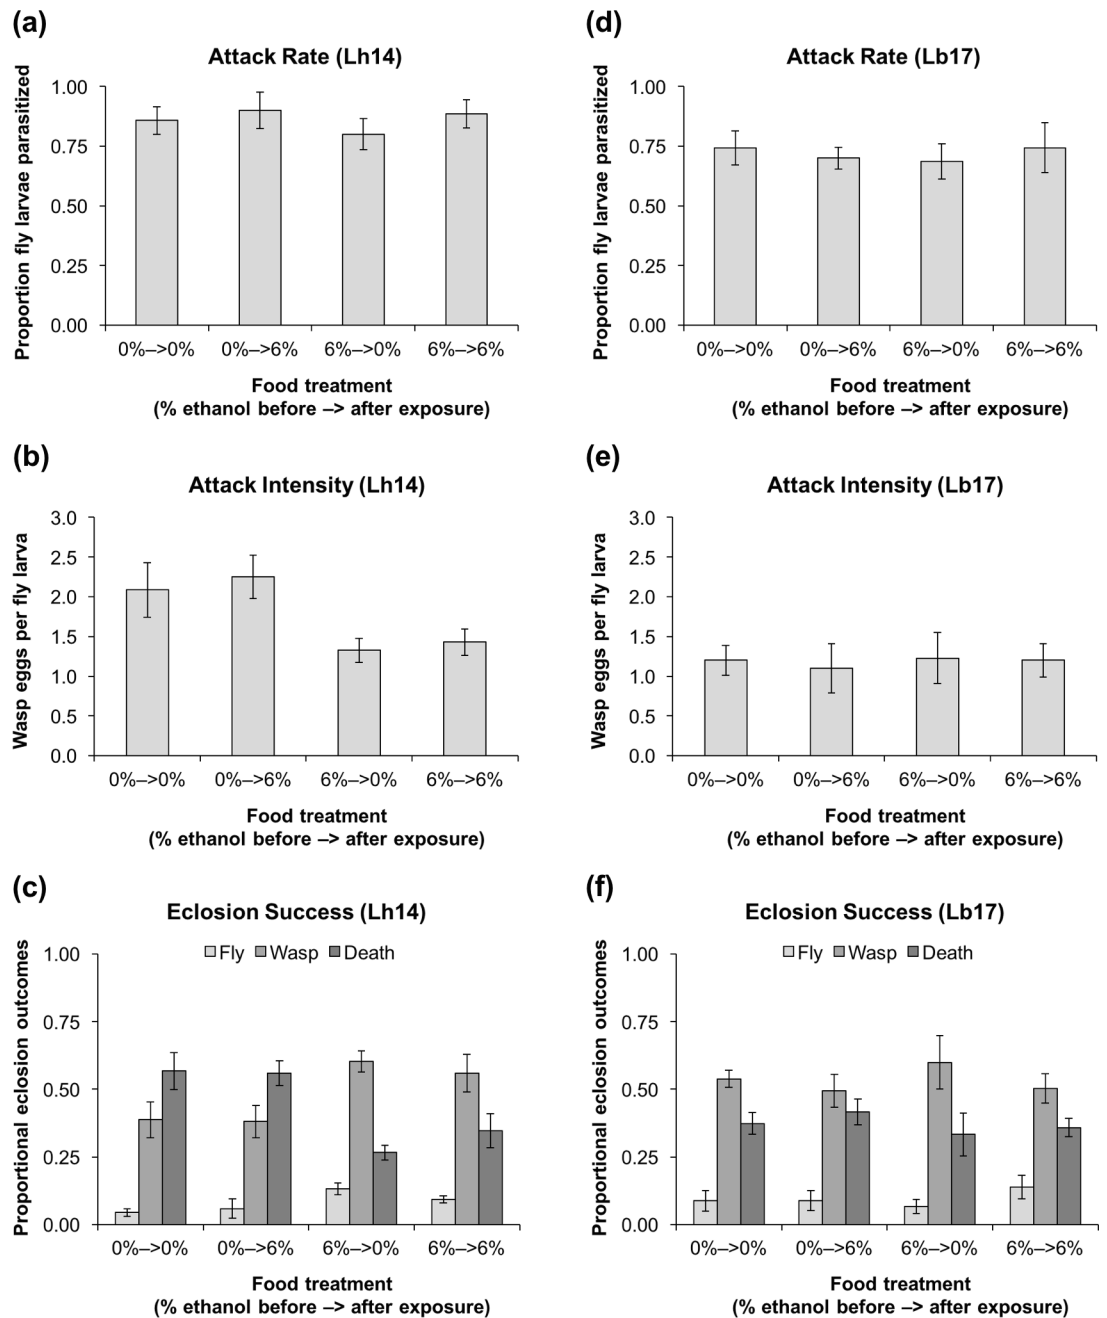 (a)
Attack Rate (Lh14)
Proportion fly larvae parasitized
1.00
0.75
0.50
0.25
0.00
0%–>0% 0%–>6% 6%–>0% 6%–>6%
Food treatment
(% ethanol before –> after exposure)
(d)
Attack Rate (Lb17)
Proportion fly larvae parasitized
1.00
0.75
0.50
0.25
0.00
0%–>0% 0%–>6% 6%–>0% 6%–>6%
Food treatment
(% ethanol before –> after exposure)
(b)
Attack Intensity (Lh14)
Wasp eggs per fly larva
3.0
2.5
2.0
1.5
1.0
0.5
0.0
0%–>0% 0%–>6% 6%–>0% 6%–>6%
Food treatment
(% ethanol before –> after exposure)
(e)
Attack Intensity (Lb17)
Wasp eggs per fly larva
3.0
2.5
2.0
1.5
1.0
0.5
0.0
0%–>0% 0%–>6% 6%–>0% 6%–>6%
Food treatment
(% ethanol before –> after exposure)
(c)
Eclosion Success (Lh14)
Proportional eclosion outcomes
Fly Wasp Death
1.00
0.75
0.50
0.25
0.00
0%–>0% 0%–>6% 6%–>0% 6%–>6%
Food treatment
(% ethanol before –> after exposure)
(f)
Eclosion Success (Lb17)
Proportional eclosion outcomes
Fly Wasp Death
1.00
0.75
0.50
0.25
0.00
0%–>0% 0%–>6% 6%–>0% 6%–>6%
Food treatment
(% ethanol before –> after exposure)